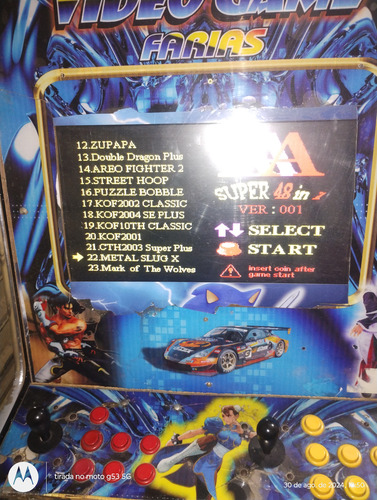 VIDEO GAME
FARIAS
12.ZUPAPA
13.Double Dragon Plus
14.AREO FIGHTER 2
15.STREET HOOP
16.PUZZLE BOBBLE
17.KOF2002 CLASSIC
18.KOF2004 SE PLUS
19.KOF10TH CLASSIC
20.KOF2001
21.CTH2003 Super Plus
22.METAL SLUG X
23.Mark of The Wolves
SUPER 48 in 1
VER : 001
SELECT
START
insert coin after
game start
tirada no moto g53 5G
30 de ago de 2024,